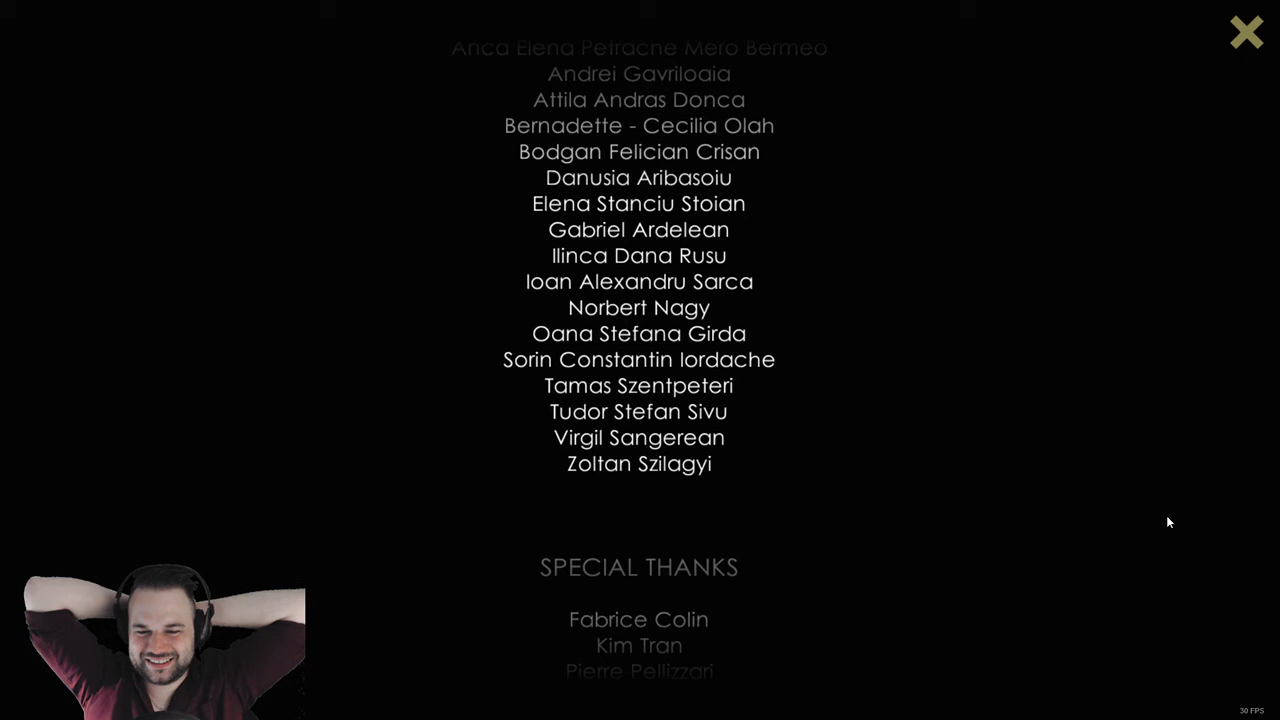 Anca Elena Petrache Mero Bermeo
Andrei Gavriloaia
Attila Andras Donca
Bernadette - Cecilia Olah
Bodgan Felician Crisan
Danusia Aribasoiu
Elena Stanciu Stoian
Gabriel Ardelean
Ilinca Dana Rusu
Ioan Alexandru Sarca
Norbert Nagy
Oana Stefana Girda
Sorin Constantin Iordache
Tamas Szentpeteri
Tudor Stefan Sivu
Virgil Sangerean
Zoltan Szilagyi
SPECIAL THANKS
Fabrice Colin
Kim Tran
Pierre Pellizzari
30 FPS